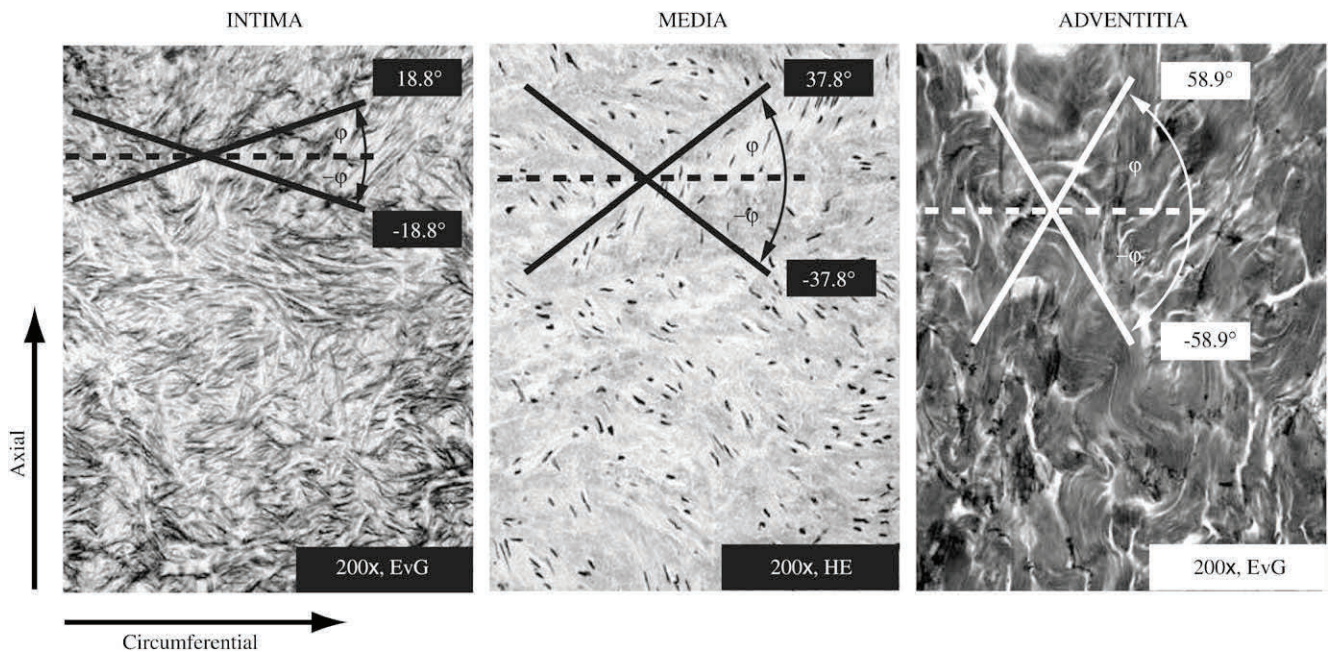 INTIMA
MEDIA
ADVENTITIA
18.8°
φ
−φ
-18.8°
200x, EvG
37.8°
φ
−φ
-37.8°
200x, HE
58.9°
φ
−φ
-58.9°
200x, EvG
Axial
Circumferential